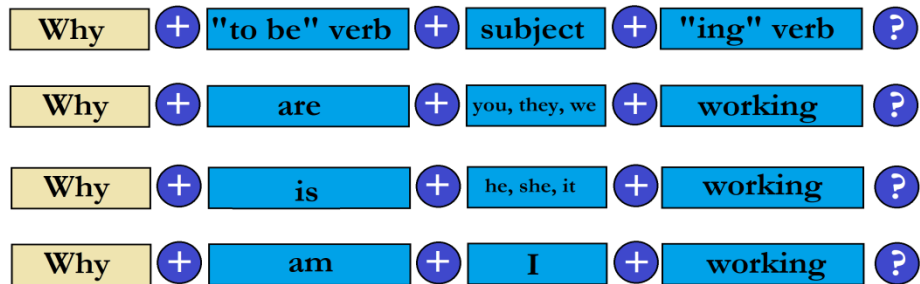 Why + "to be" verb + subject + "ing" verb ?
Why + are + you, they, we + working ?
Why + is + he, she, it + working ?
Why + am + I + working ?